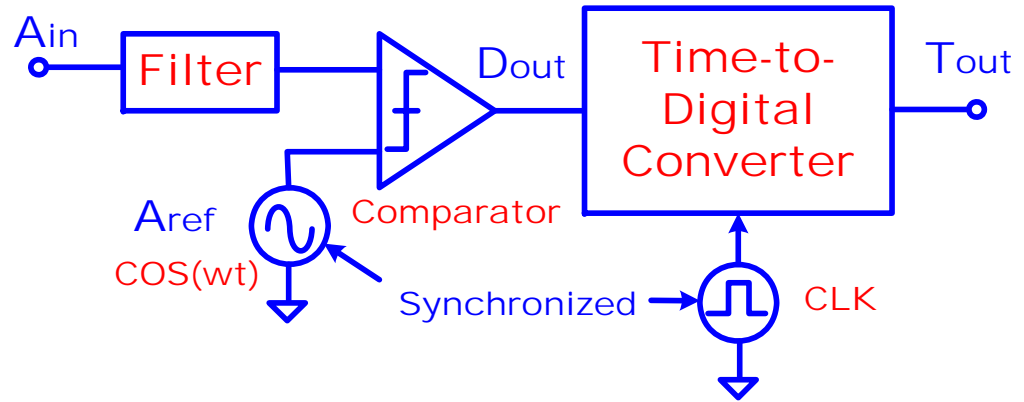 Ain
Filter
Dout
Time-to-
Digital
Converter
Tout
Aref
COS(wt)
Comparator
Synchronized
CLK